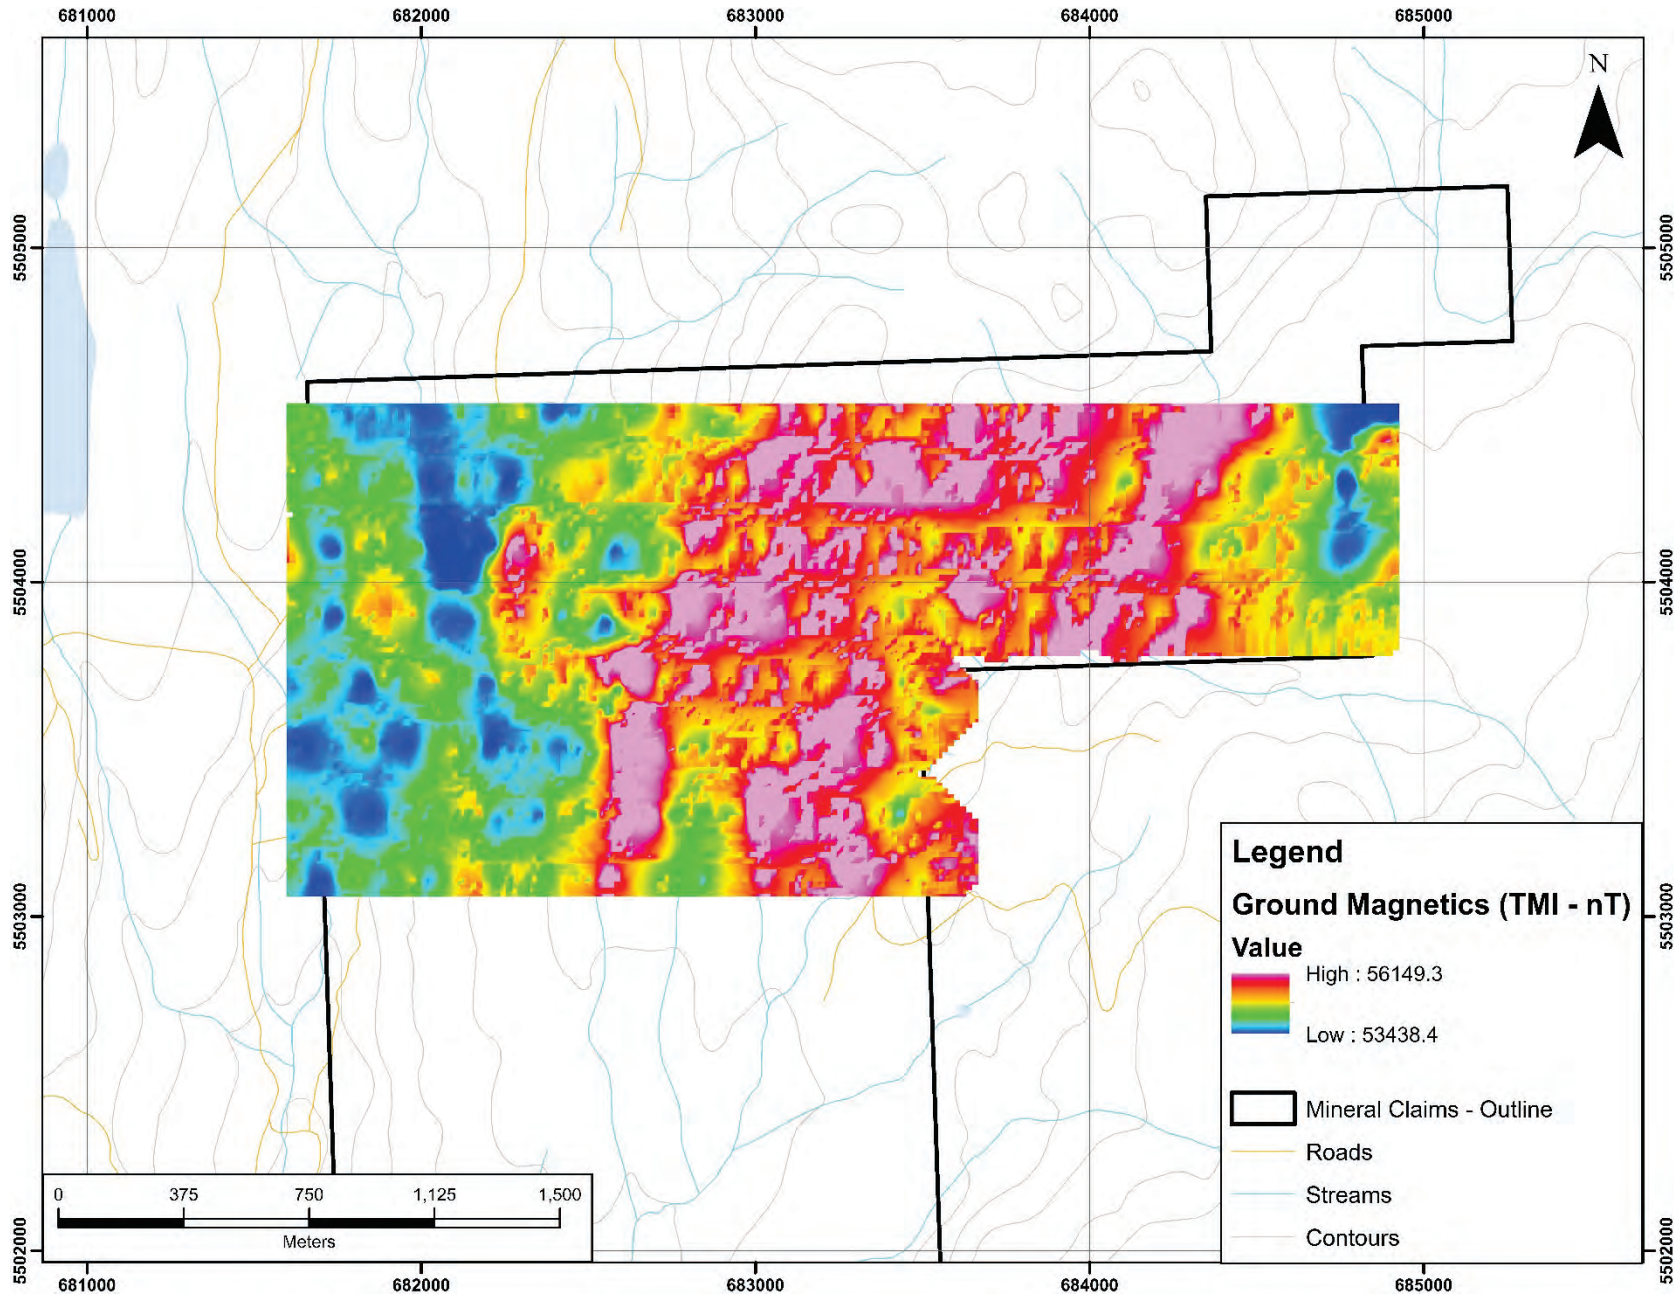 681000 682000 683000 684000 685000
N
5505000 5505000
5504000 5504000
5503000 5503000
5502000 5502000
Legend
Ground Magnetics (TMI - nT)
Value
High : 56149.3
Low : 53438.4
Mineral Claims - Outline
Roads
Streams
Contours
0 375 750 1,125 1,500
Meters
681000 682000 683000 684000 685000